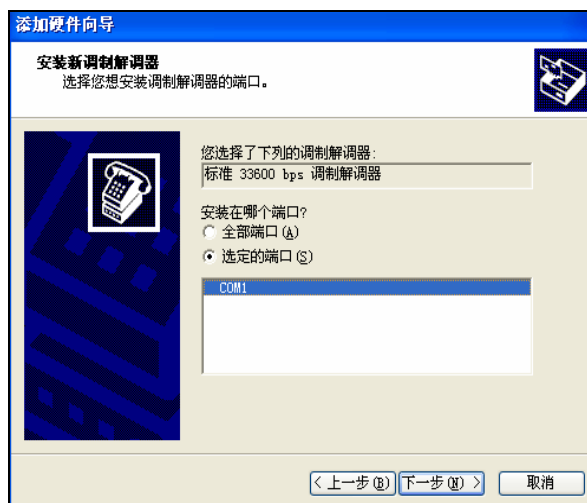 添加硬件向导
安装新调制解调器
选择您想安装调制解调器的端口。
您选择了下列的调制解调器:
标准 33600 bps 调制解调器
安装在哪个端口?
全部端口(A)
选定的端口(S)
COM1
< 上一步(B) 下一步(N) > 取消